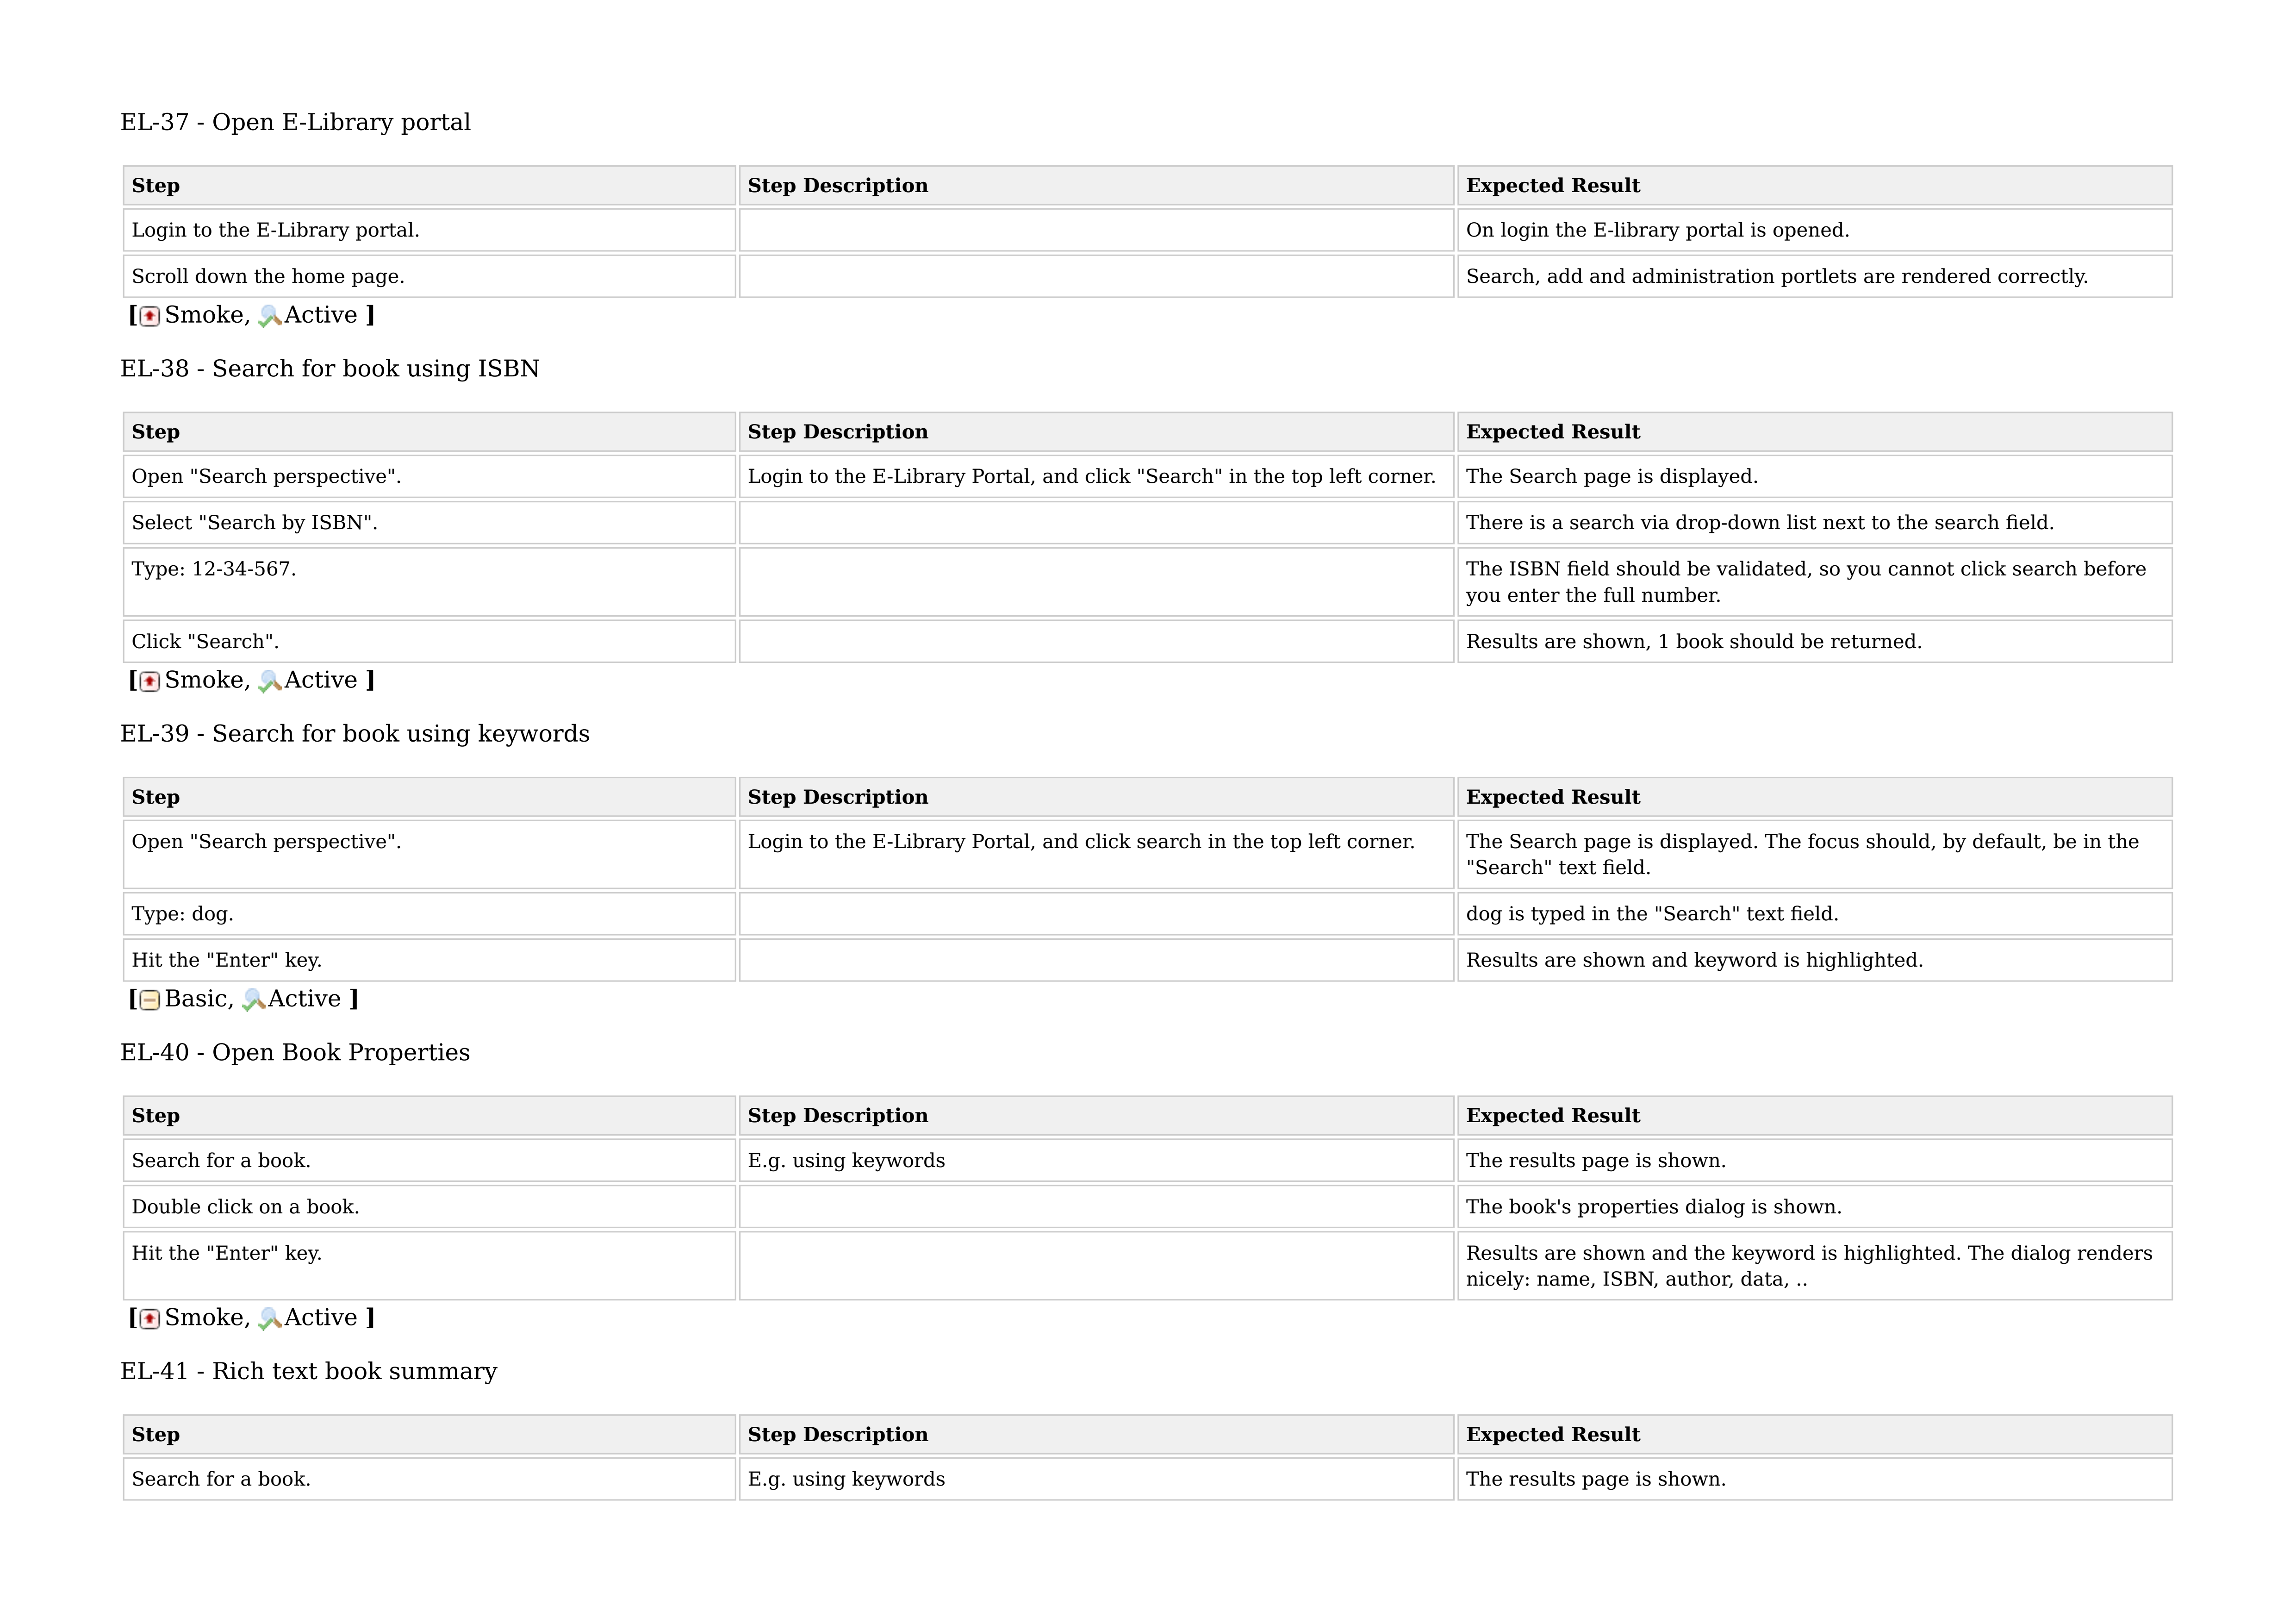 EL-37 - Open E-Library portal
Step Step Description Expected Result
Login to the E-Library portal. On login the E-library portal is opened.
Scroll down the home page. Search, add and administration portlets are rendered correctly.
[ Smoke, Active ]
EL-38 - Search for book using ISBN
Step Step Description Expected Result
Open "Search perspective". Login to the E-Library Portal, and click "Search" in the top left corner. The Search page is displayed.
Select "Search by ISBN". There is a search via drop-down list next to the search field.
Type: 12-34-567. The ISBN field should be validated, so you cannot click search before
you enter the full number.
Click "Search". Results are shown, 1 book should be returned.
[ Smoke, Active ]
EL-39 - Search for book using keywords
Step Step Description Expected Result
Open "Search perspective". Login to the E-Library Portal, and click search in the top left corner. The Search page is displayed. The focus should, by default, be in the
"Search" text field.
Type: dog. dog is typed in the "Search" text field.
Hit the "Enter" key. Results are shown and keyword is highlighted.
[ Basic, Active ]
EL-40 - Open Book Properties
Step Step Description Expected Result
Search for a book. E.g. using keywords The results page is shown.
Double click on a book. The book's properties dialog is shown.
Hit the "Enter" key. Results are shown and the keyword is highlighted. The dialog renders
nicely: name, ISBN, author, data, ..
[ Smoke, Active ]
EL-41 - Rich text book summary
Step Step Description Expected Result
Search for a book. E.g. using keywords The results page is shown.